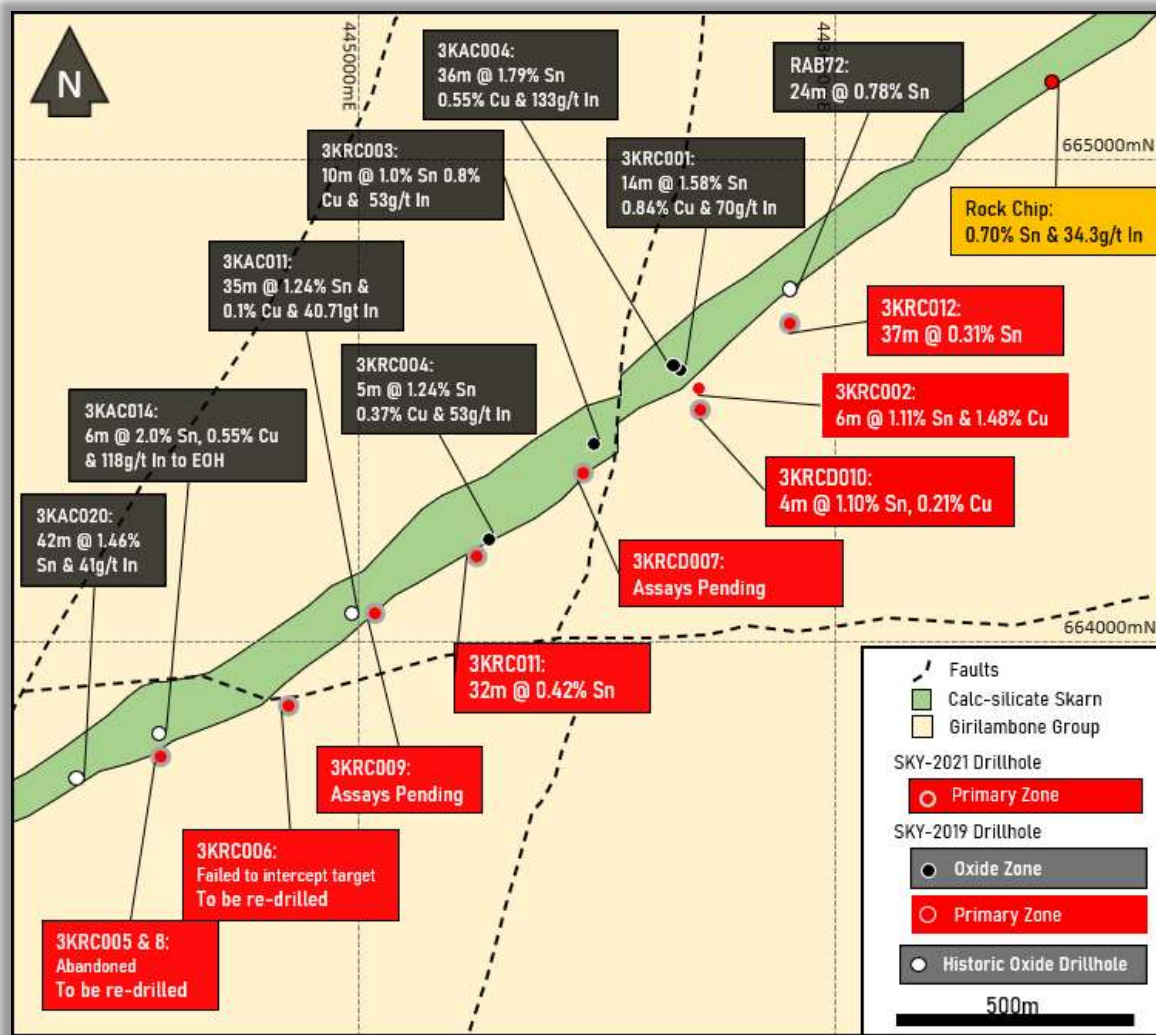 N
445000mE
3KAC004:
36m @ 1.79% Sn
0.55% Cu & 133g/t In
RAB72:
24m @ 0.78% Sn
665000mN
3KRC003:
10m @ 1.0% Sn 0.8%
Cu & 53g/t In
3KRC001:
14m @ 1.58% Sn
0.84% Cu & 70g/t In
Rock Chip:
0.70% Sn & 34.3g/t In
3KAC011:
35m @ 1.24% Sn &
0.1% Cu & 40.71gt In
3KRC012:
37m @ 0.31% Sn
3KRC004:
5m @ 1.24% Sn
0.37% Cu & 53g/t In
3KRC002:
6m @ 1.11% Sn & 1.48% Cu
3KAC014:
6m @ 2.0% Sn, 0.55% Cu
& 118g/t In to EOH
3KRCD010:
4m @ 1.10% Sn, 0.21% Cu
3KAC020:
42m @ 1.46%
Sn & 41g/t In
3KRCD007:
Assays Pending
664000mN
3KRC011:
32m @ 0.42% Sn
3KRC009:
Assays Pending
3KRC006:
Failed to intercept target
To be re-drilled
3KRC005 & 8:
Abandoned
To be re-drilled
Faults
Calc-silicate Skarn
Girilambone Group
SKY-2021 Drillhole
Primary Zone
SKY-2019 Drillhole
Oxide Zone
Primary Zone
Historic Oxide Drillhole
500m